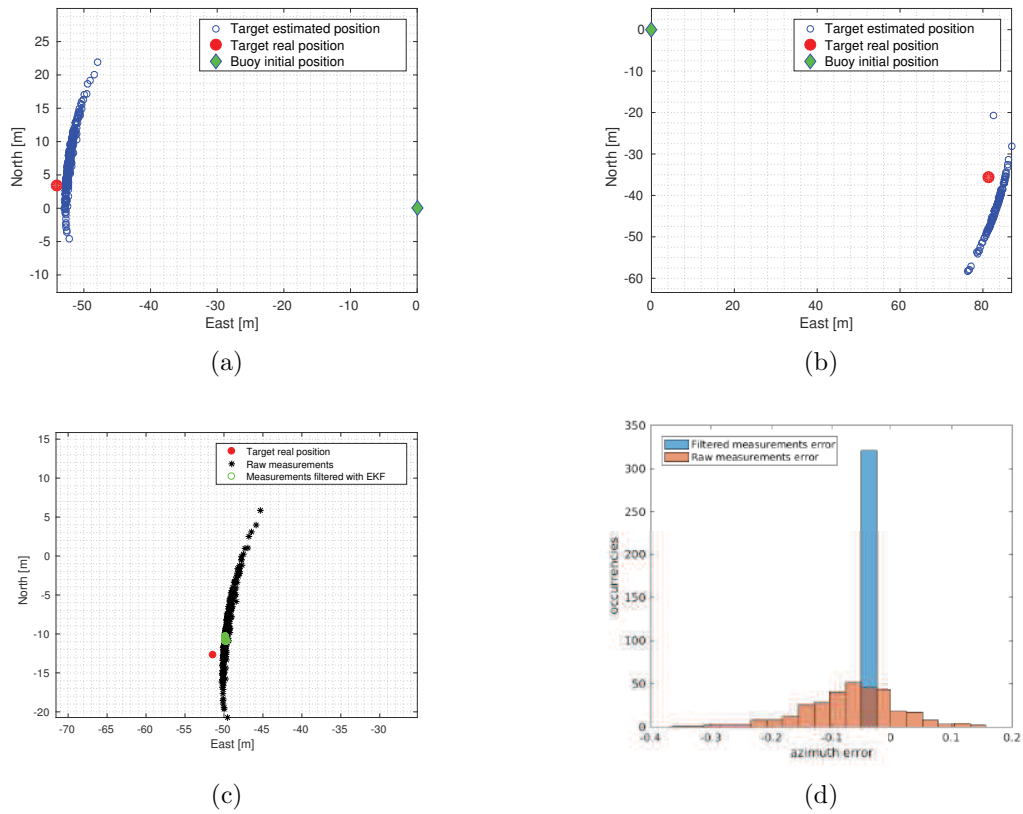 25
20
15
10
5
0
-5
-10
North [m]
Target estimated position
Target real position
Buoy initial position
-50
-40
-30
-20
-10
0
East [m]
(a)
0
-10
-20
-30
-40
-50
-60
North [m]
Target estimated position
Target real position
Buoy initial position
0
20
40
60
80
East [m]
(b)
15
10
5
0
-5
-10
-15
-20
North [m]
Target real position
Raw measurements
Measurements filtered with EKF
-70
-65
-60
-55
-50
-45
-40
-35
-30
East [m]
(c)
350
300
250
200
150
100
50
0
occurrencies
Filtered measurements error
Raw measurements error
-0.4
-0.3
-0.2
-0.1
0
0.1
0.2
azimuth error
(d)